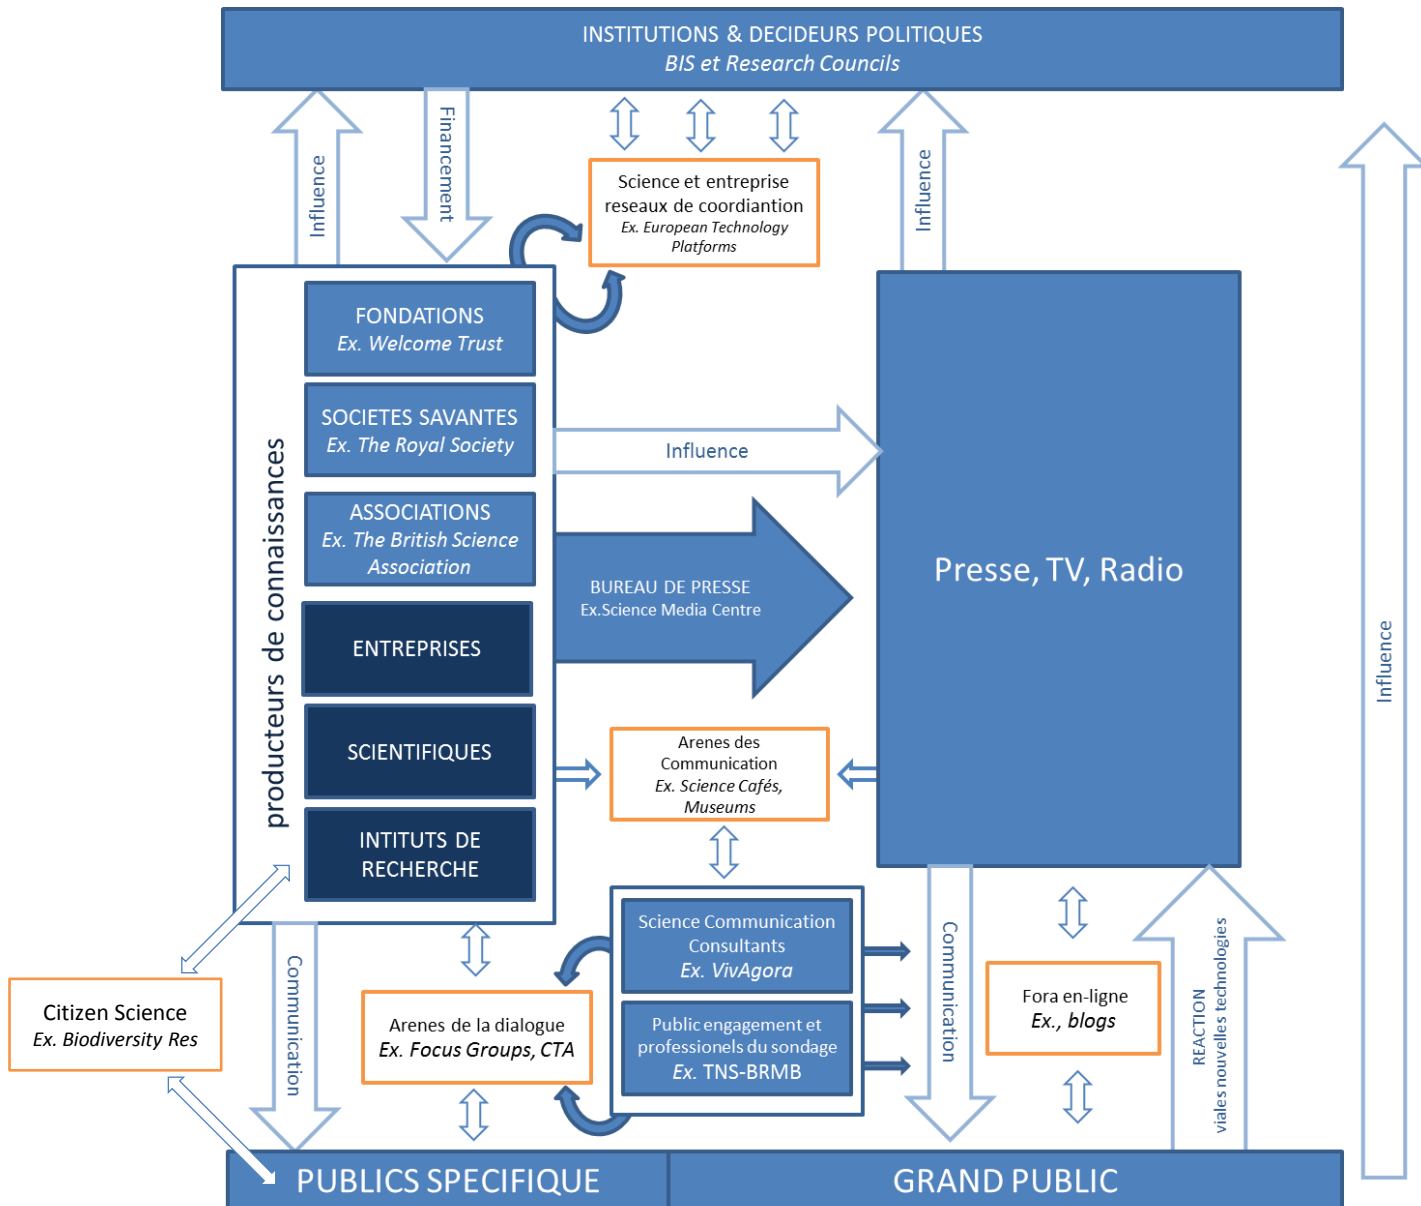 INSTITUTIONS & DECIDEURS POLITIQUES
BIS et Research Councils
Influence
Financement
Science et entreprise
reseaux de coordiantion
Ex. European Technology
Platforms
Influence
Influence
producteurs de connaissances
FONDATIONS
Ex. Welcome Trust
SOCIETES SAVANTES
Ex. The Royal Society
ASSOCIATIONS
Ex. The British Science
Association
ENTREPRISES
SCIENTIFIQUES
INTITUTS DE
RECHERCHE
Influence
BUREAU DE PRESSE
Ex.Science Media Centre
Presse, TV, Radio
Arenes des
Communication
Ex. Science Cafés,
Museums
Science Communication
Consultants
Ex. VivAgora
Public engagement et
professionels du sondage
Ex. TNS-BRMB
Communication
Citizen Science
Ex. Biodiversity Res
Arenes de la dialogue
Ex. Focus Groups, CTA
Communication
Fora en-ligne
Ex., blogs
REACTION
viales nouvelles technologies
PUBLICS SPECIFIQUE
GRAND PUBLIC